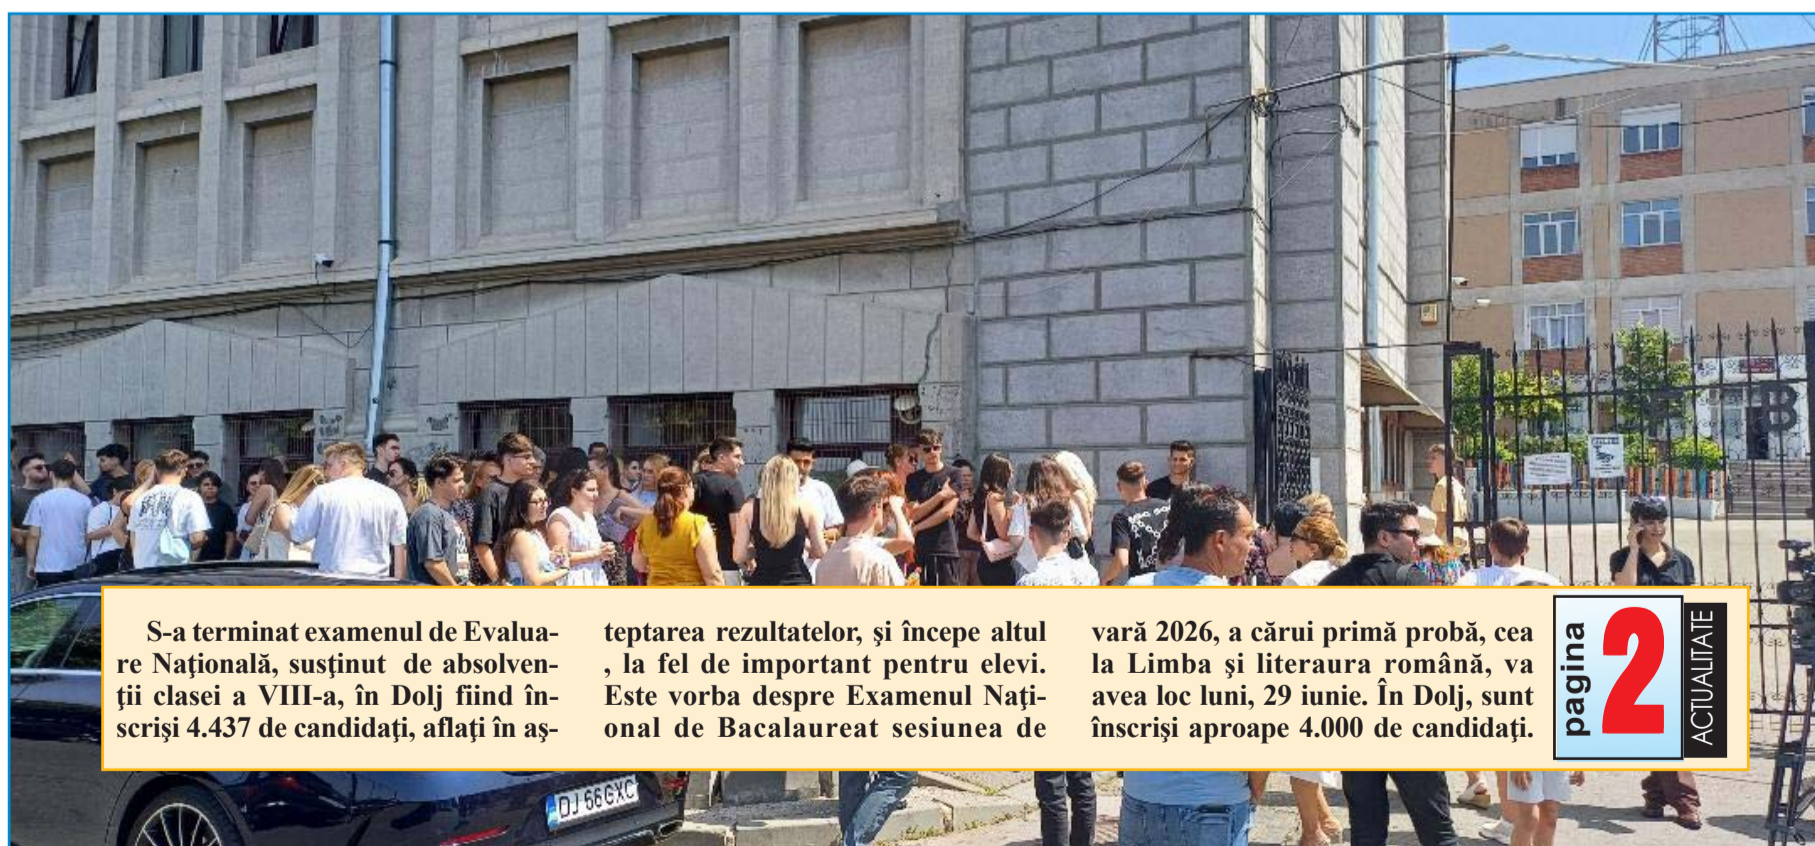 S-a terminat examenul de Evalua-
re Naţională, susţinut de absolven-
ţii clasei a VIII-a, în Dolj fiind în-
scrişi 4.437 de candidaţi, aflaţi în aş-
teptarea rezultatelor, şi începe altul
, la fel de important pentru elevi.
Este vorba despre Examenul Naţi-
onal de Bacalaureat sesiunea de
vară 2026, a cărui primă probă, cea
la Limba şi literaura română, va
avea loc luni, 29 iunie. În Dolj, sunt
înscrişi aproape 4.000 de candidaţi.
pagina
2
ACTUALITATE
DJ 66 GXC